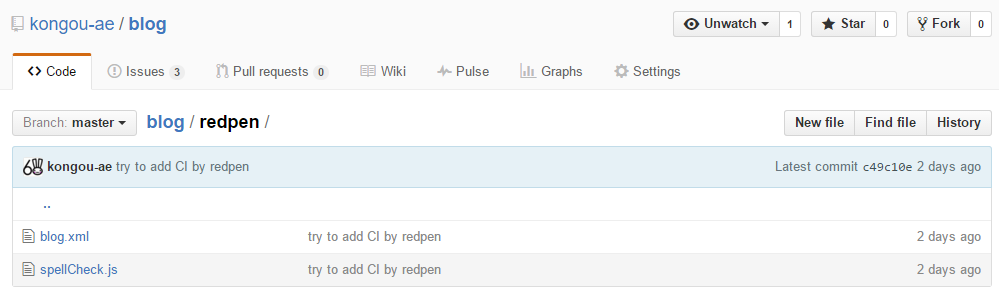 kongou-ae / blog Unwatch 1 Star 0 Fork 0
Code Issues 3 Pull requests 0 Wiki Pulse Graphs Settings
Branch: master blog / redpen / New file Find file History
kongou-ae try to add CI by redpen Latest commit c49c10e 2 days ago
..
blog.xml try to add CI by redpen 2 days ago
spellCheck.js try to add CI by redpen 2 days ago